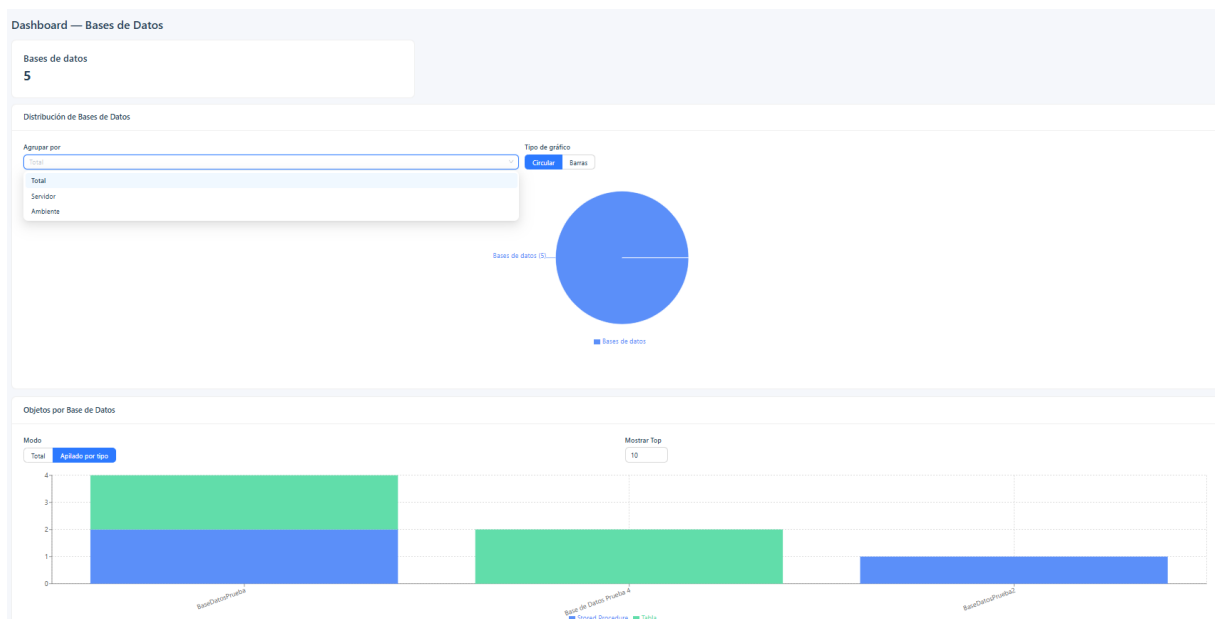 Dashboard — Bases de Datos
Bases de datos
5
Distribución de Bases de Datos
Agrupar por
Tipo de gráfico
Total
Circular
Barras
Total
Servidor
Ambiente
Bases de datos (5)
Bases de datos
Objetos por Base de Datos
Modo
Mostrar Top
Total
Apilado por tipo
10
4
3
2
1
0
BaseDatosPrueba
Base de Datos Prueba 4
BaseDatosPrueba2
Stored Procedure
Tabla